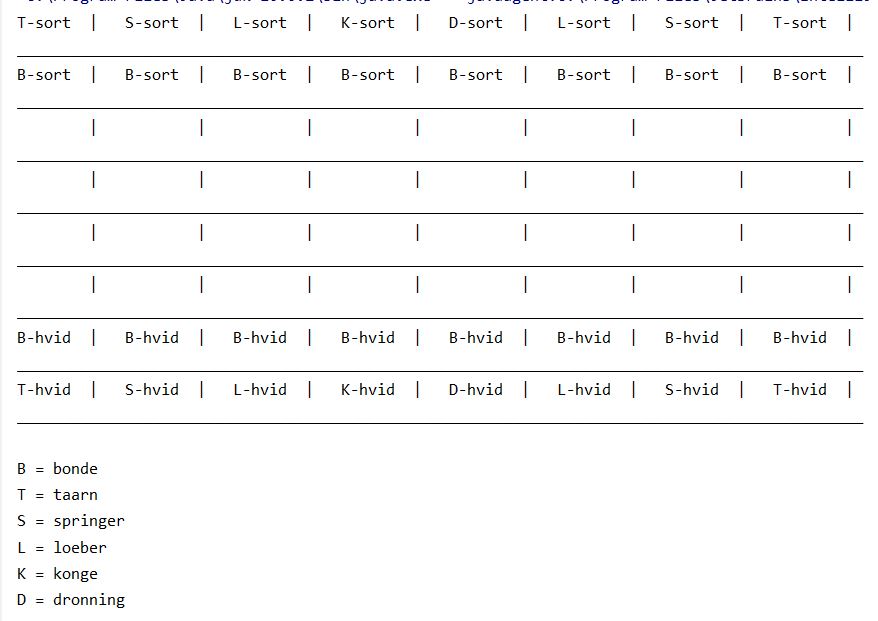 T-sort | S-sort | L-sort | K-sort | D-sort | L-sort | S-sort | T-sort |
B-sort | B-sort | B-sort | B-sort | B-sort | B-sort | B-sort | B-sort |
| | | | | | | |
| | | | | | | |
| | | | | | | |
| | | | | | | |
B-hvid | B-hvid | B-hvid | B-hvid | B-hvid | B-hvid | B-hvid | B-hvid |
T-hvid | S-hvid | L-hvid | K-hvid | D-hvid | L-hvid | S-hvid | T-hvid |
B = bonde
T = taarn
S = springer
L = loeber
K = konge
D = dronning